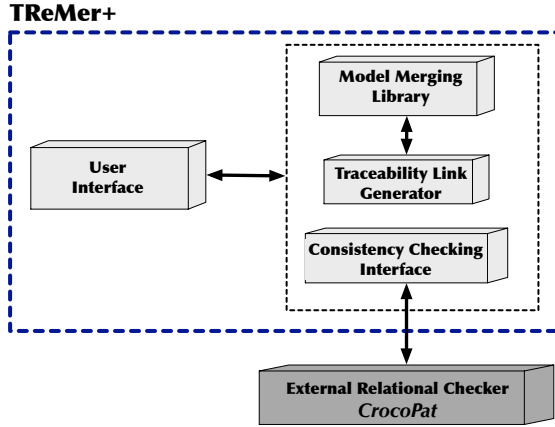 TReMer+
Model Merging
Library
User
Interface
Traceability Link
Generator
Consistency Checking
Interface
External Relational Checker
CrocoPat